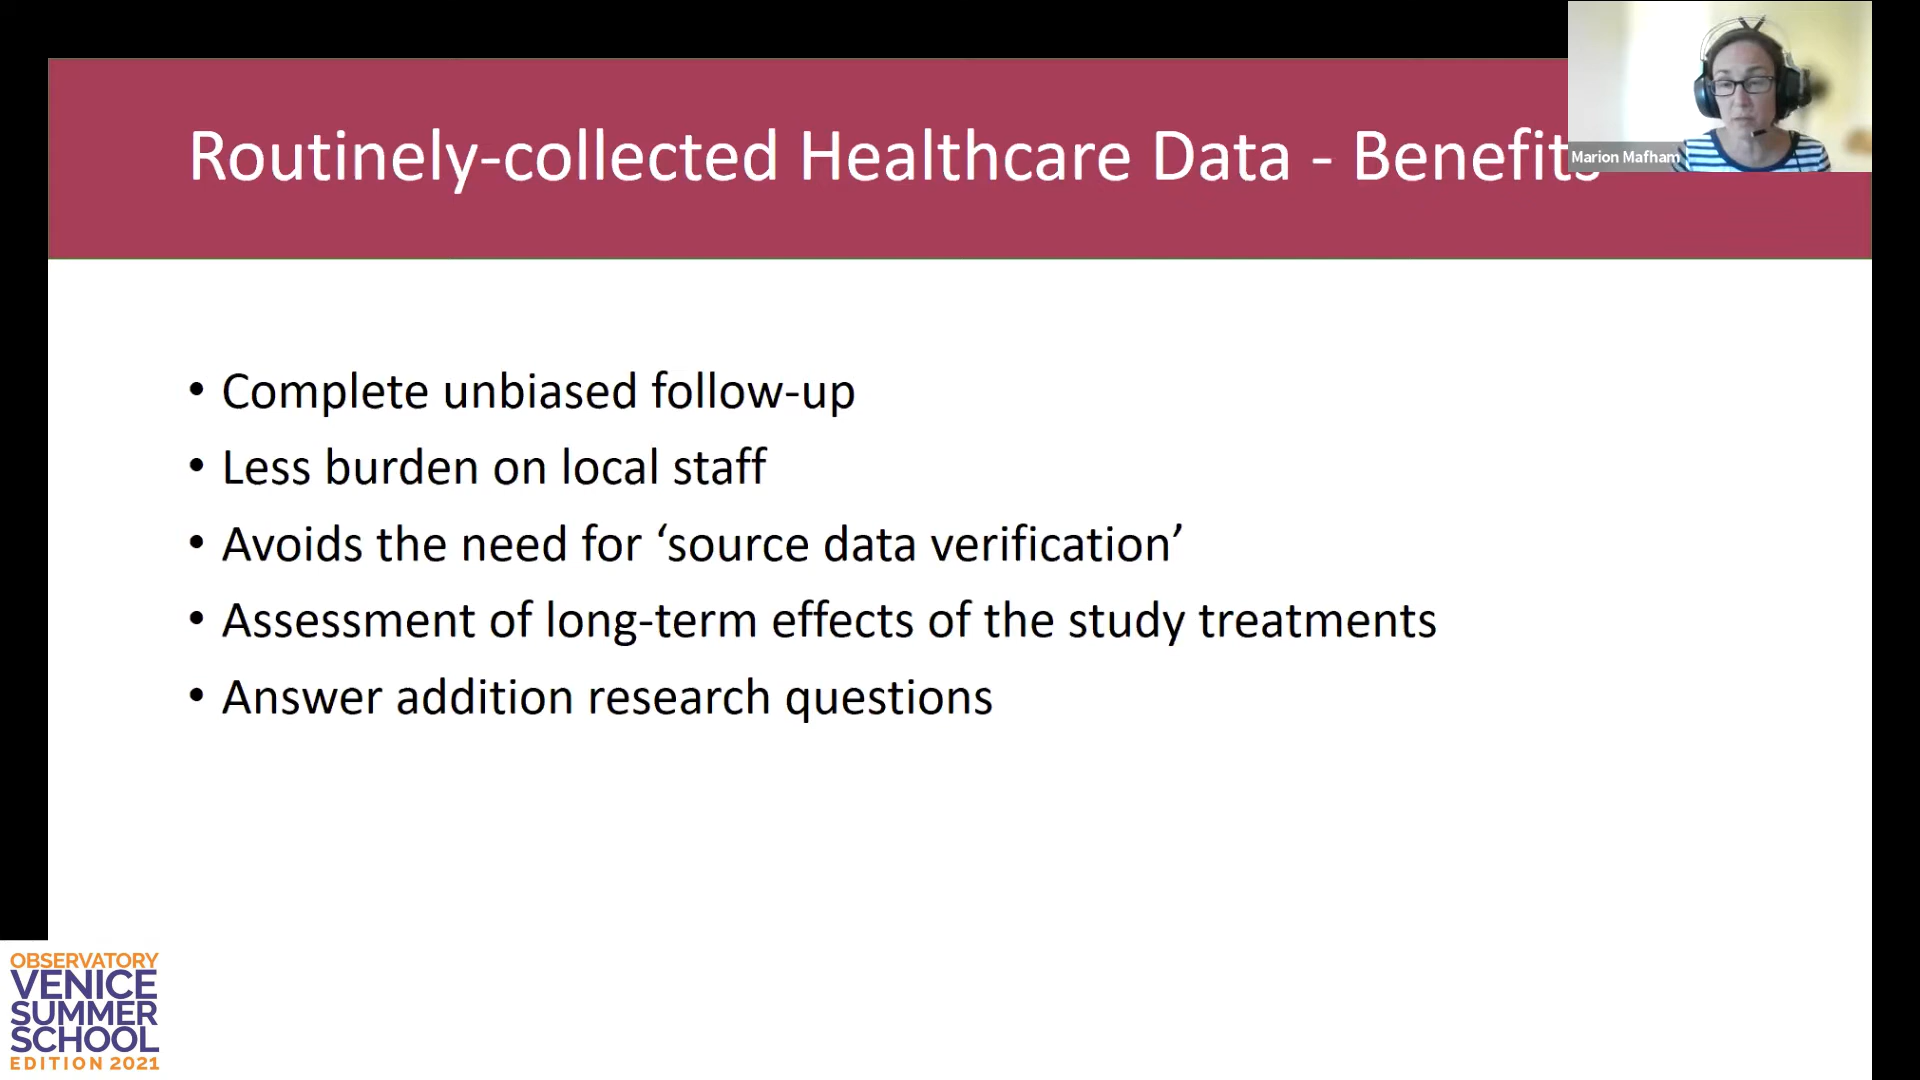 Routinely-collected Healthcare Data - Benefits
Marion Mafham
• Complete unbiased follow-up
• Less burden on local staff
• Avoids the need for ‘source data verification’
• Assessment of long-term effects of the study treatments
• Answer addition research questions
OBSERVATORY
VENICE
SUMMER
SCHOOL
EDITION 2021